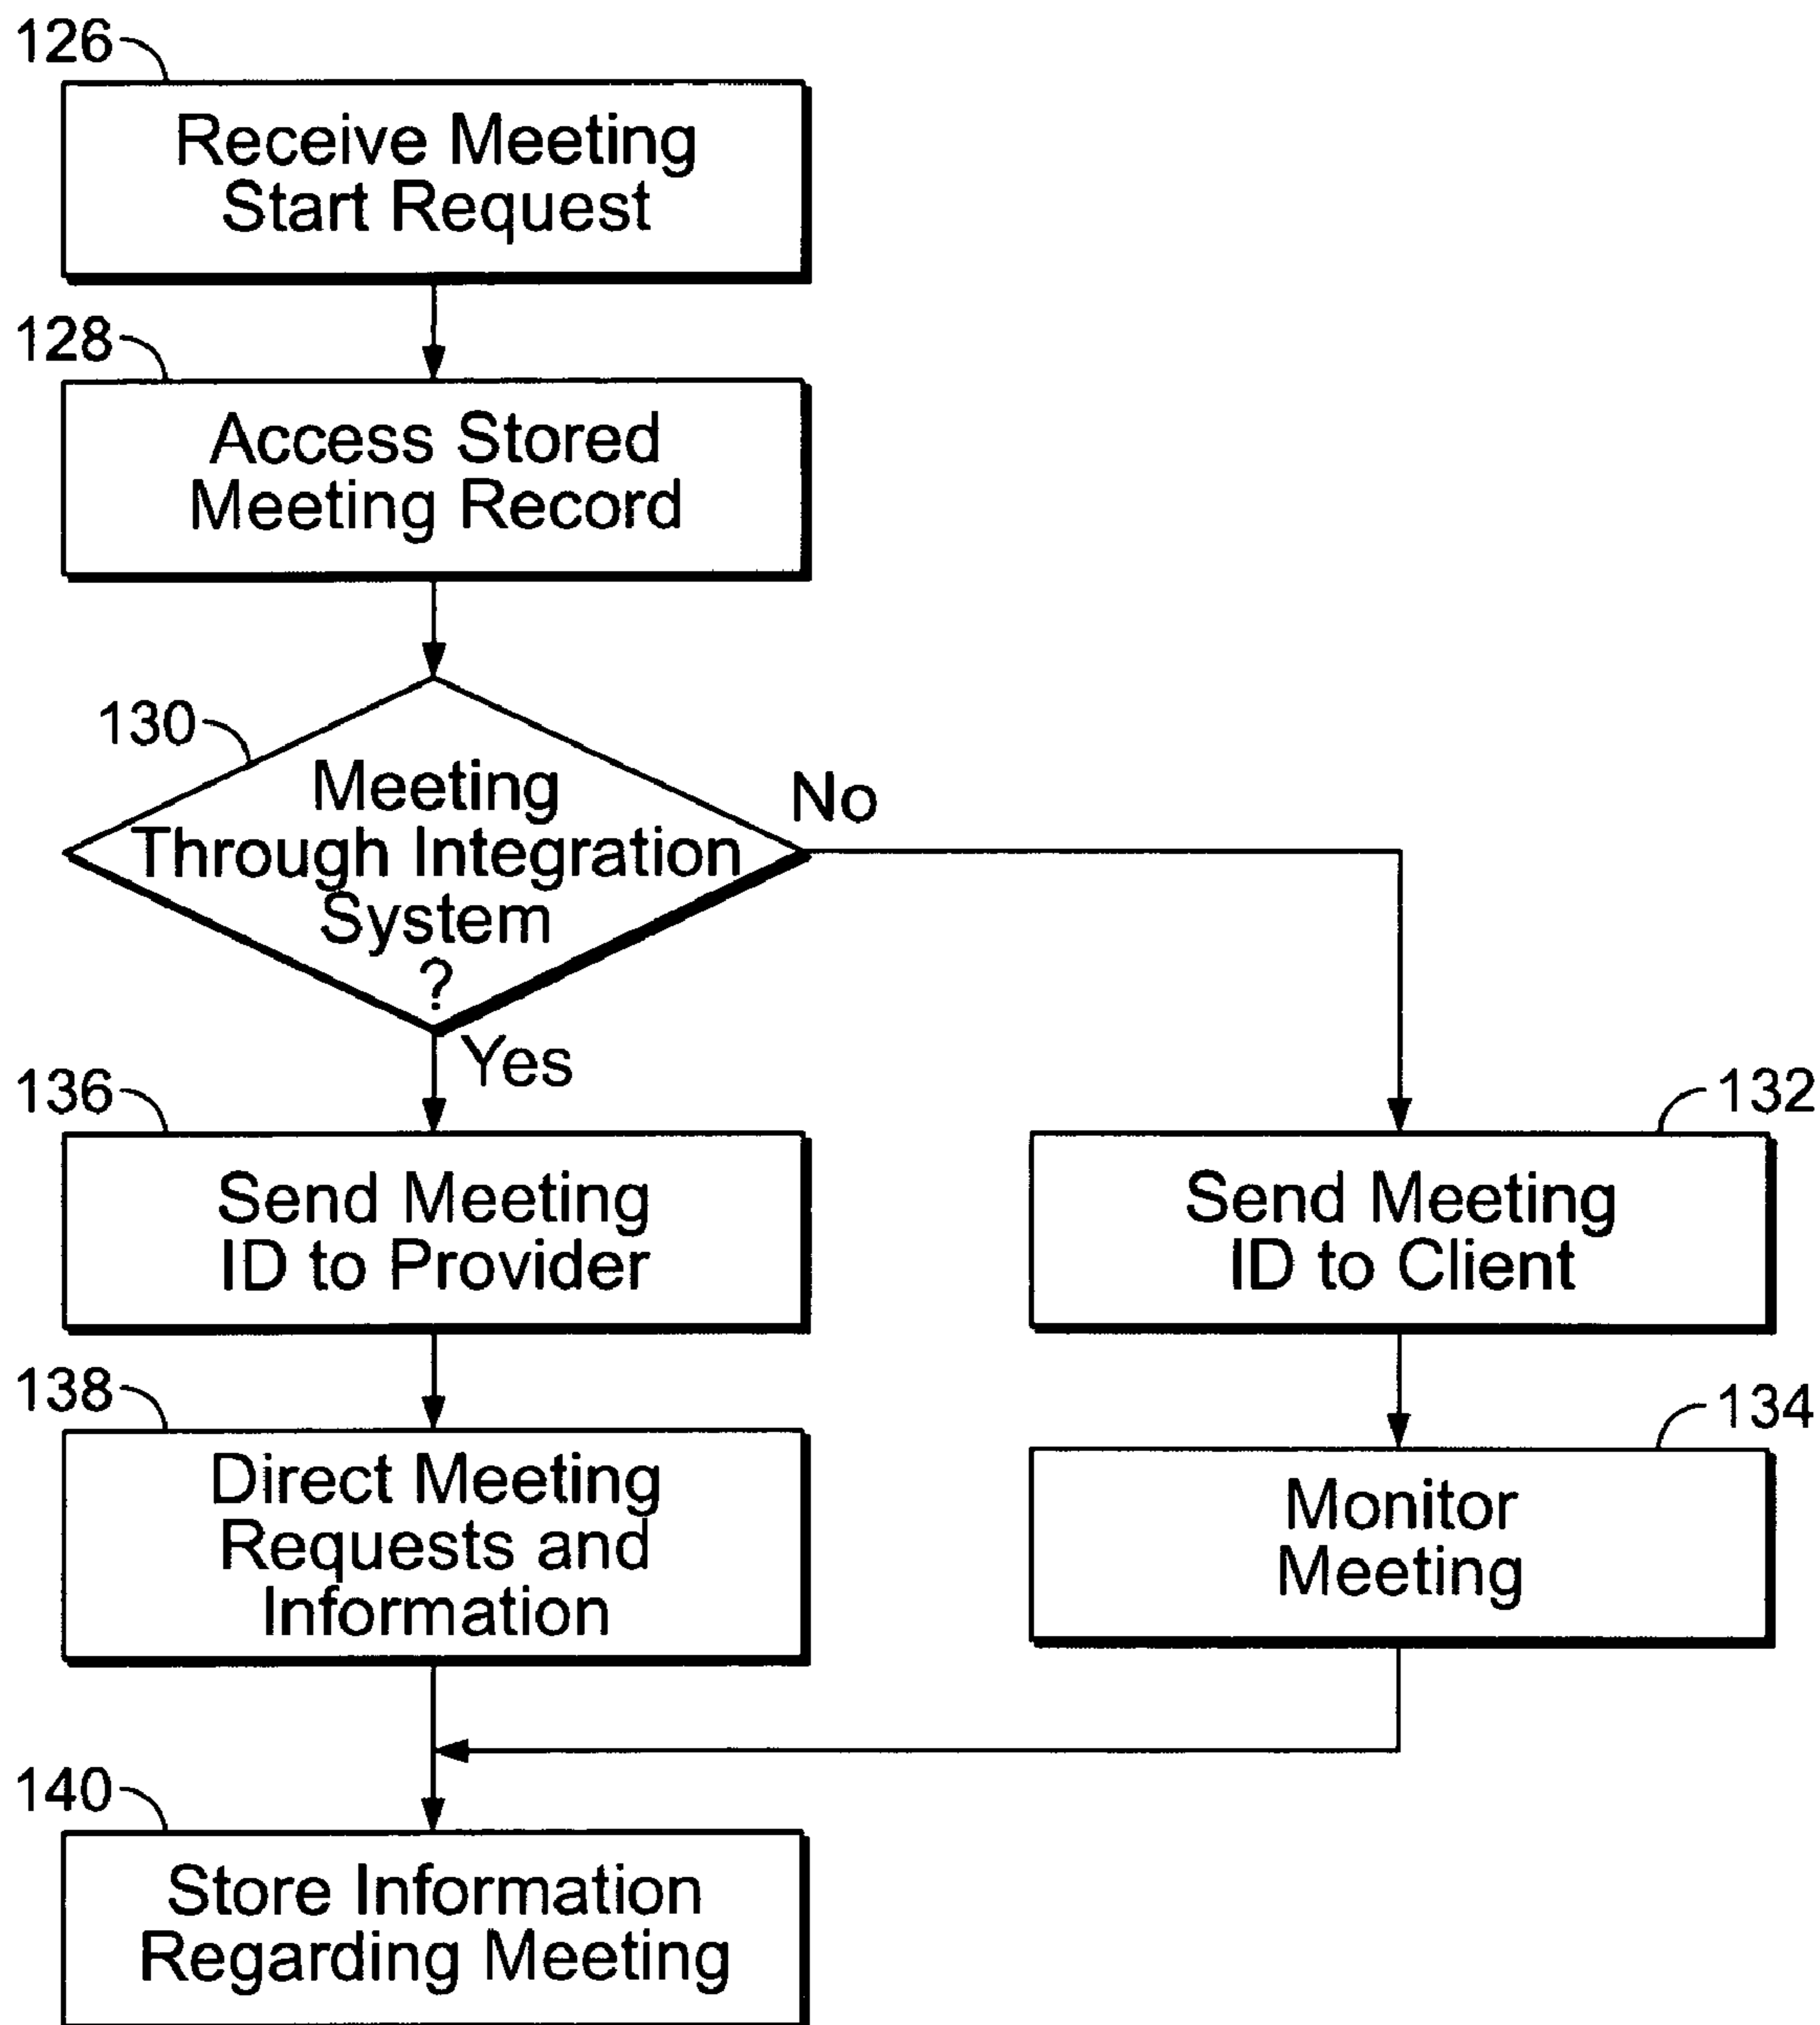 126
Receive Meeting
Start Request
128
Access Stored
Meeting Record
130
Meeting
Through Integration
System
?
No
Yes
136
Send Meeting
ID to Provider
132
Send Meeting
ID to Client
138
Direct Meeting
Requests and
Information
134
Monitor
Meeting
140
Store Information
Regarding Meeting